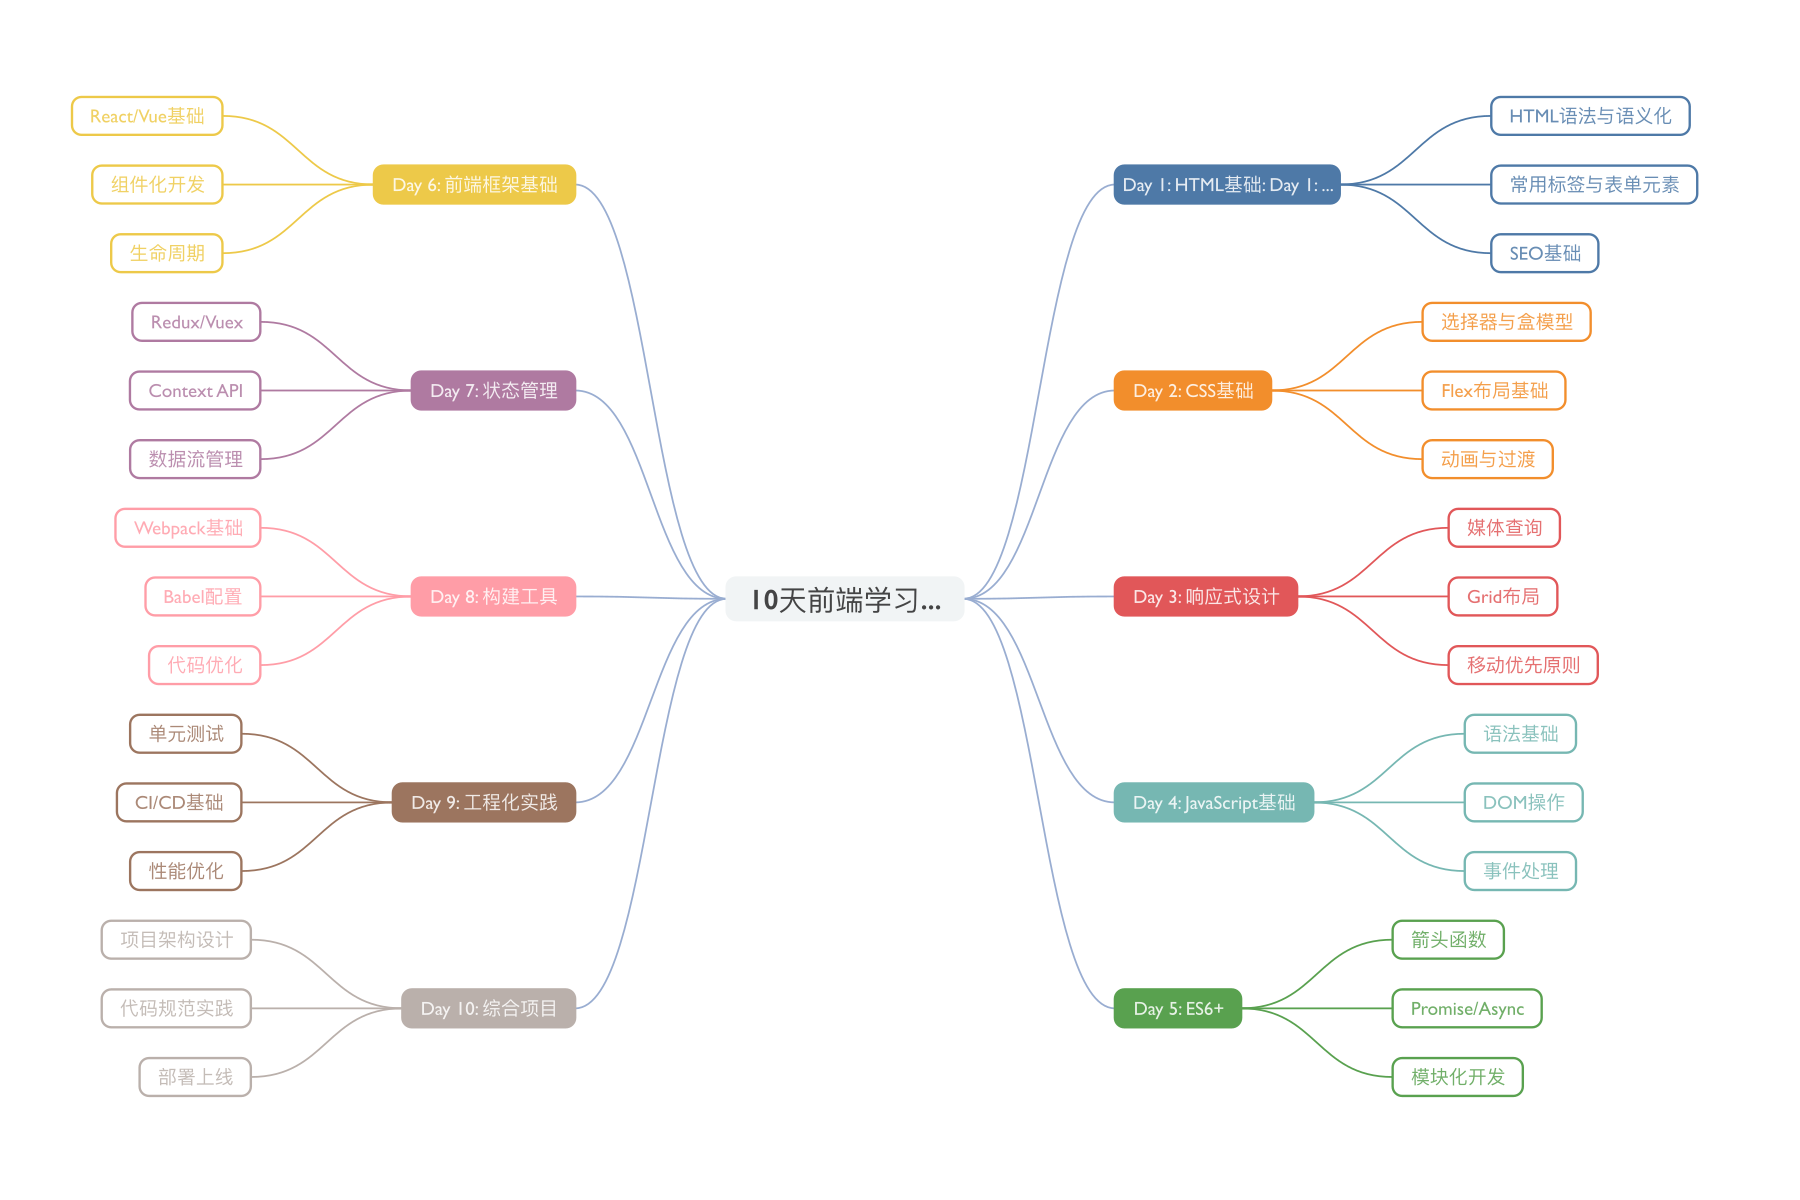 10天前端学习...
Day 1: HTML基础: Day 1: ...
HTML语法与语义化
常用标签与表单元素
SEO基础
Day 2: CSS基础
选择器与盒模型
Flex布局基础
动画与过渡
Day 3: 响应式设计
媒体查询
Grid布局
移动优先原则
Day 4: JavaScript基础
语法基础
DOM操作
事件处理
Day 5: ES6+
箭头函数
Promise/Async
模块化开发
Day 6: 前端框架基础
React/Vue基础
组件化开发
生命周期
Day 7: 状态管理
Redux/Vuex
Context API
数据流管理
Day 8: 构建工具
Webpack基础
Babel配置
代码优化
Day 9: 工程化实践
单元测试
CI/CD基础
性能优化
Day 10: 综合项目
项目架构设计
代码规范实践
部署上线